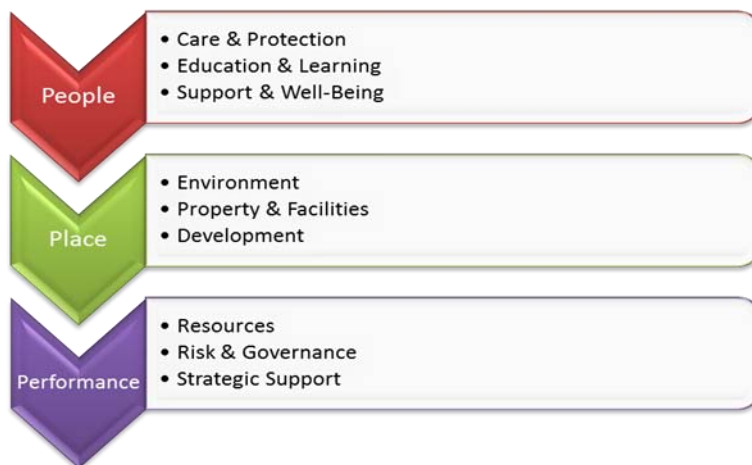 People
• Care & Protection
• Education & Learning
• Support & Well-Being
Place
• Environment
• Property & Facilities
• Development
Performance
• Resources
• Risk & Governance
• Strategic Support